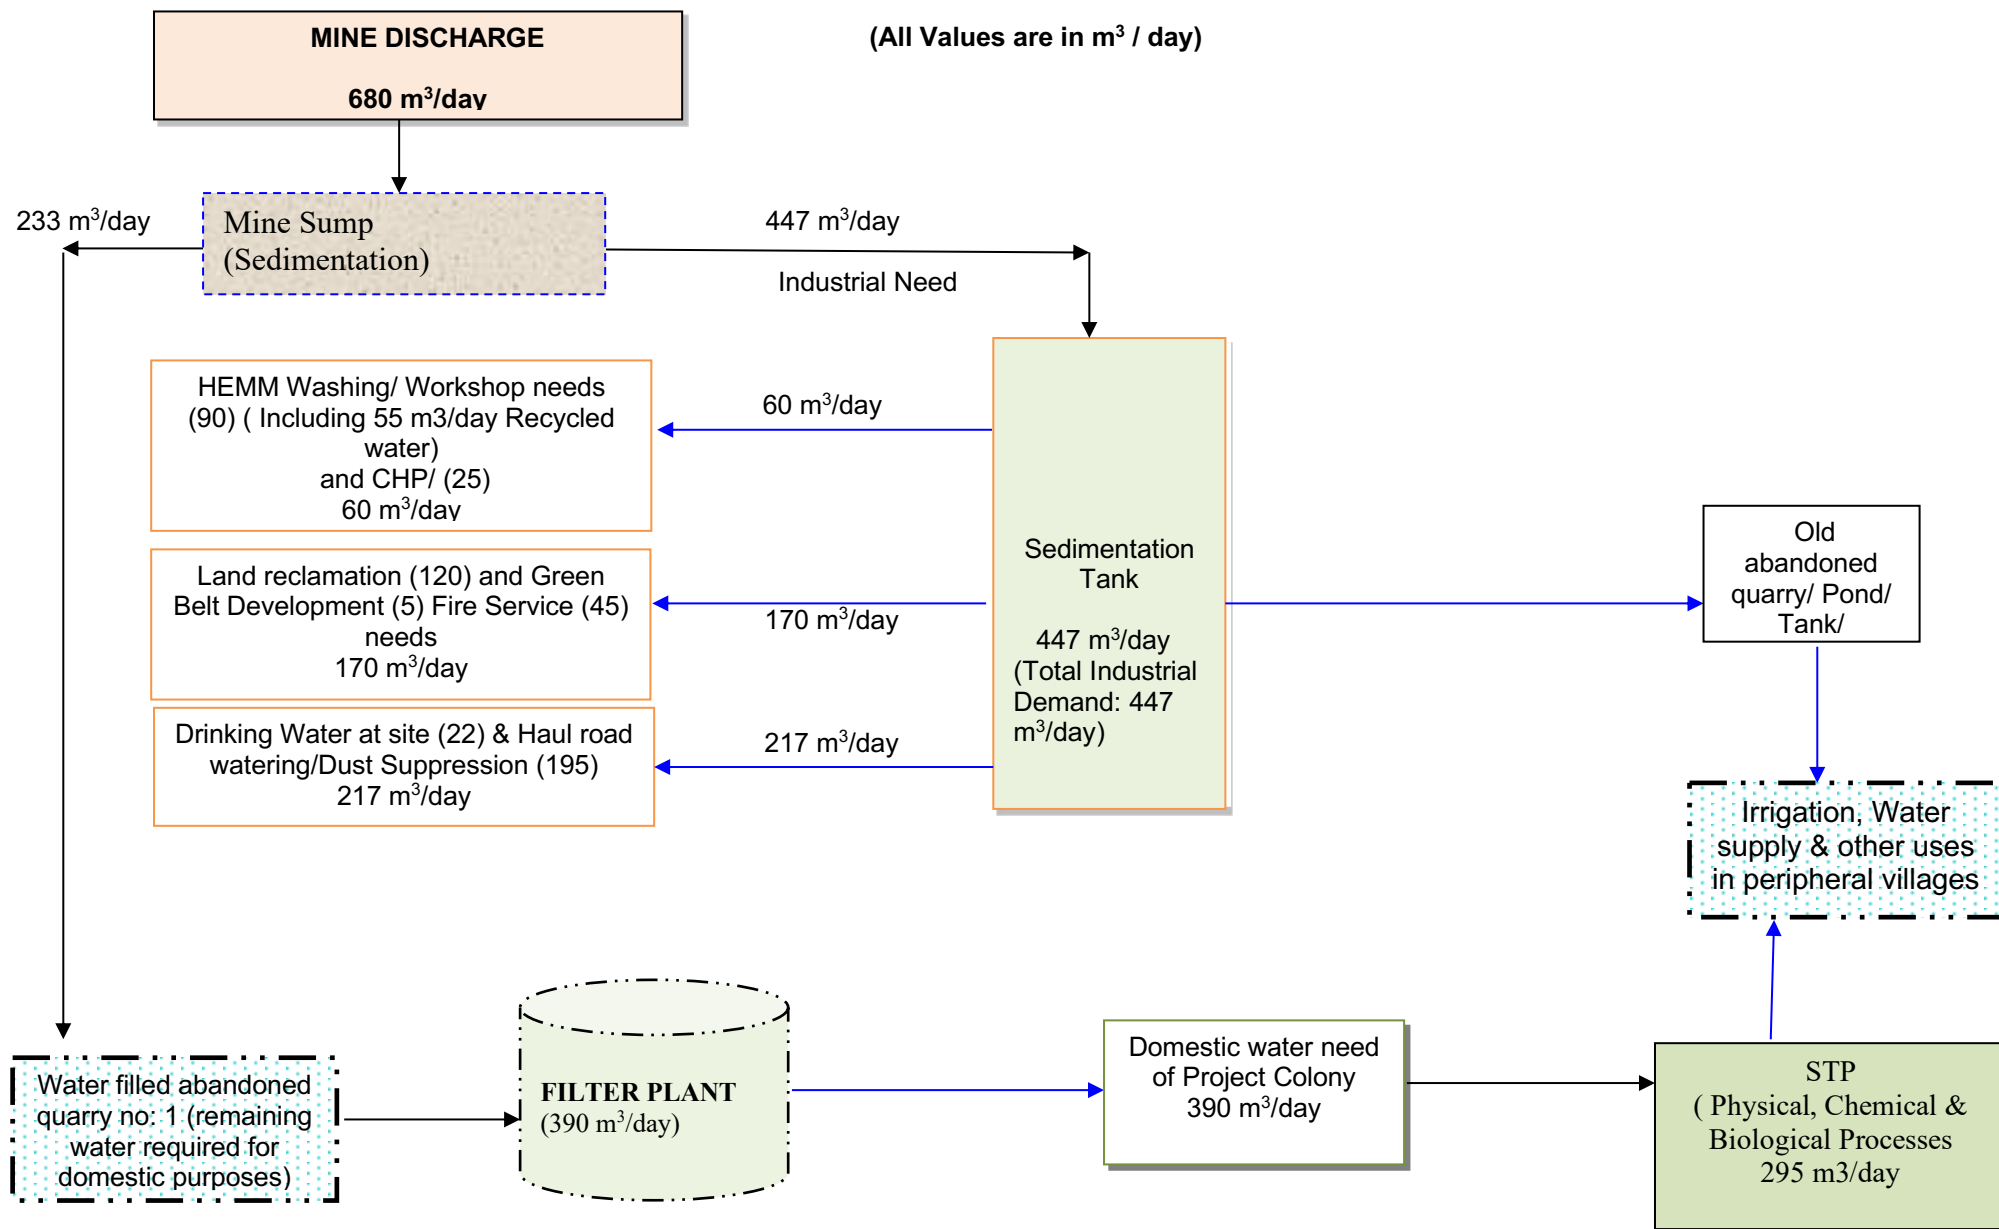 MINE DISCHARGE
680 m³/day
(All Values are in m³ / day)
233 m³/day
Mine Sump
(Sedimentation)
447 m³/day
Industrial Need
HEMM Washing/ Workshop needs
(90) ( Including 55 m3/day Recycled
water)
and CHP/ (25)
60 m³/day
60 m³/day
Land reclamation (120) and Green
Belt Development (5) Fire Service (45)
needs
170 m³/day
170 m³/day
Drinking Water at site (22) & Haul road
watering/Dust Suppression (195)
217 m³/day
217 m³/day
Sedimentation
Tank
447 m³/day
(Total Industrial
Demand: 447
m³/day)
Old
abandoned
quarry/ Pond/
Tank/
Irrigation, Water
supply & other uses
in peripheral villages
Water filled abandoned
quarry no: 1 (remaining
water required for
domestic purposes)
FILTER PLANT
(390 m³/day)
Domestic water need
of Project Colony
390 m³/day
STP
( Physical, Chemical &
Biological Processes
295 m3/day